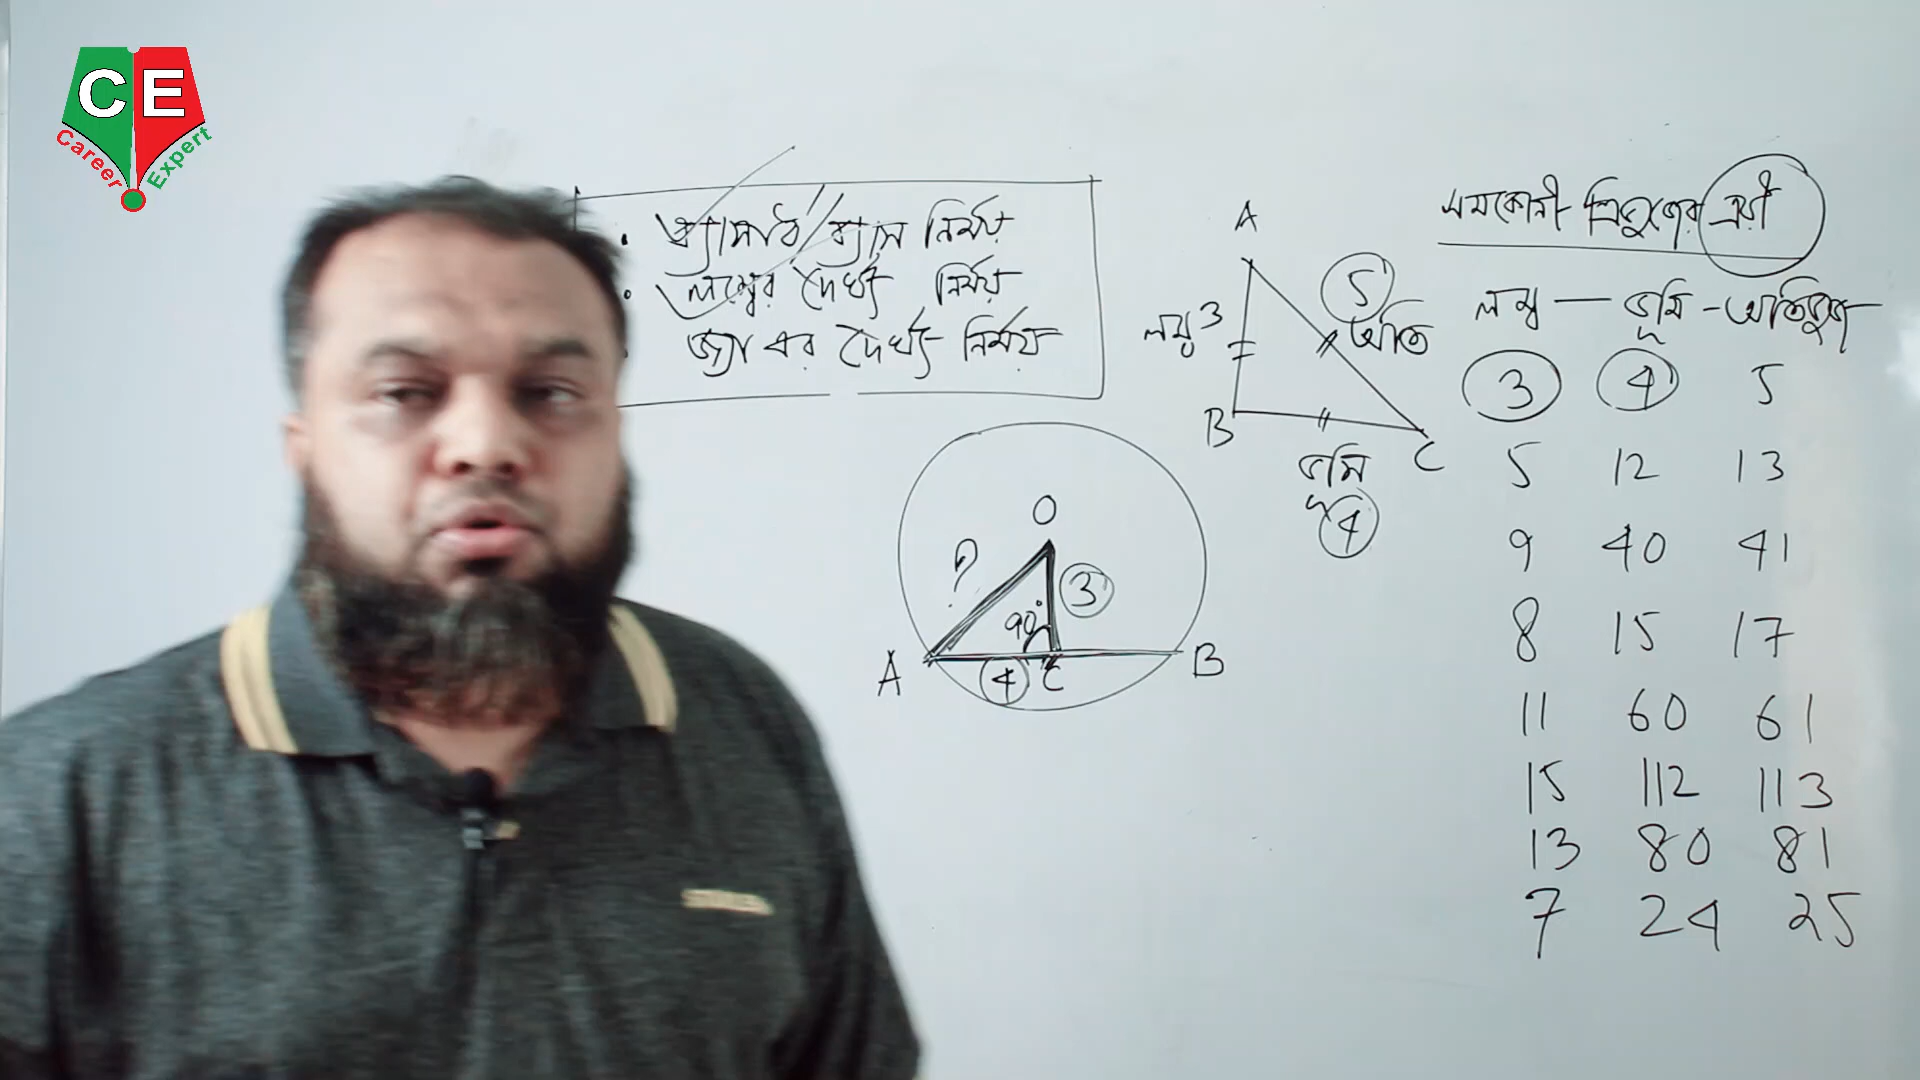 CE
Career Expert
ব্যাসার্ধ/ব্যাস নির্ণয়
লম্বের দৈর্ঘ্য নির্ণয়
জ্যা এর দৈর্ঘ্য নির্ণয়
A
লম্ব 3
5
অতি
B
C
ভূমি
4
O
3
90°
A
4
C
B
সমকোনী ত্রিভুজের ত্রয়ী
লম্ব — ভূমি - অতিভুজ
3 4 5
5 12 13
9 40 41
8 15 17
11 60 61
15 112 113
13 80 81
7 24 25